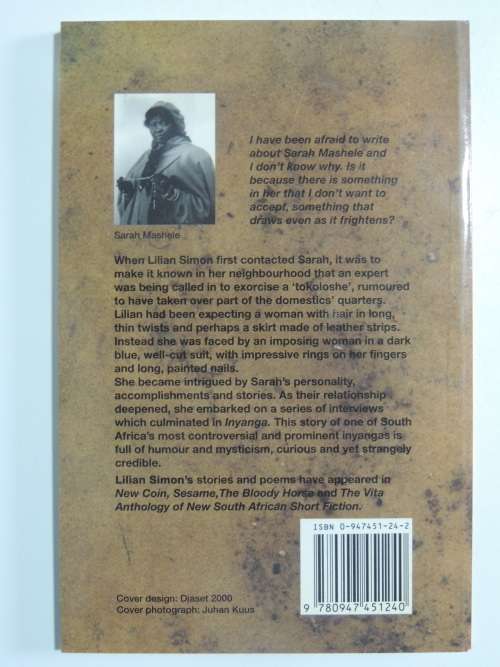 I have been afraid to write
about Sarah Mashele and
I don't know why. Is it
because there is something
in her that I don't want to
accept, something that
draws even as it frightens?
Sarah Mashele
When Lilian Simon first contacted Sarah, it was to
make it known in her neighbourhood that an expert
was being called in to exorcise a 'tokoloshe', rumoured
to have taken over part of the domestics' quarters.
Lilian had been expecting a woman with hair in long,
thin twists and perhaps a skirt made of leather strips.
Instead she was faced by an imposing woman in a dark
blue, well-cut suit, with impressive rings on her fingers
and long, painted nails.
She became intrigued by Sarah's personality,
accomplishments and stories. As their relationship
deepened, she embarked on a series of interviews
which culminated in Inyanga. This story of one of South
Africa's most controversial and prominent inyangas is
full of humour and mysticism, curious and yet strangely
credible.
Lilian Simon's stories and poems have appeared in
New Coin, Sesame, The Bloody Horse and The Vita
Anthology of New South African Short Fiction.
ISBN 0-947451-24-2
9 780947 451240
Cover design: Diaset 2000
Cover photograph: Juhan Kuus